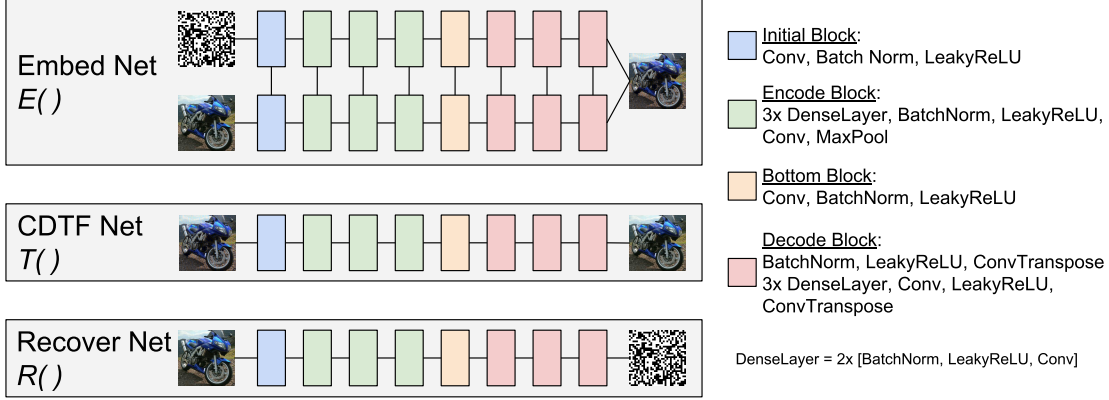 Embed Net
E( )
CDTF Net
T( )
Recover Net
R( )
Initial Block:
Conv, Batch Norm, LeakyReLU
Encode Block:
3x DenseLayer, BatchNorm, LeakyReLU,
Conv, MaxPool
Bottom Block:
Conv, BatchNorm, LeakyReLU
Decode Block:
BatchNorm, LeakyReLU, ConvTranspose
3x DenseLayer, Conv, LeakyReLU,
ConvTranspose
DenseLayer = 2x [BatchNorm, LeakyReLU, Conv]